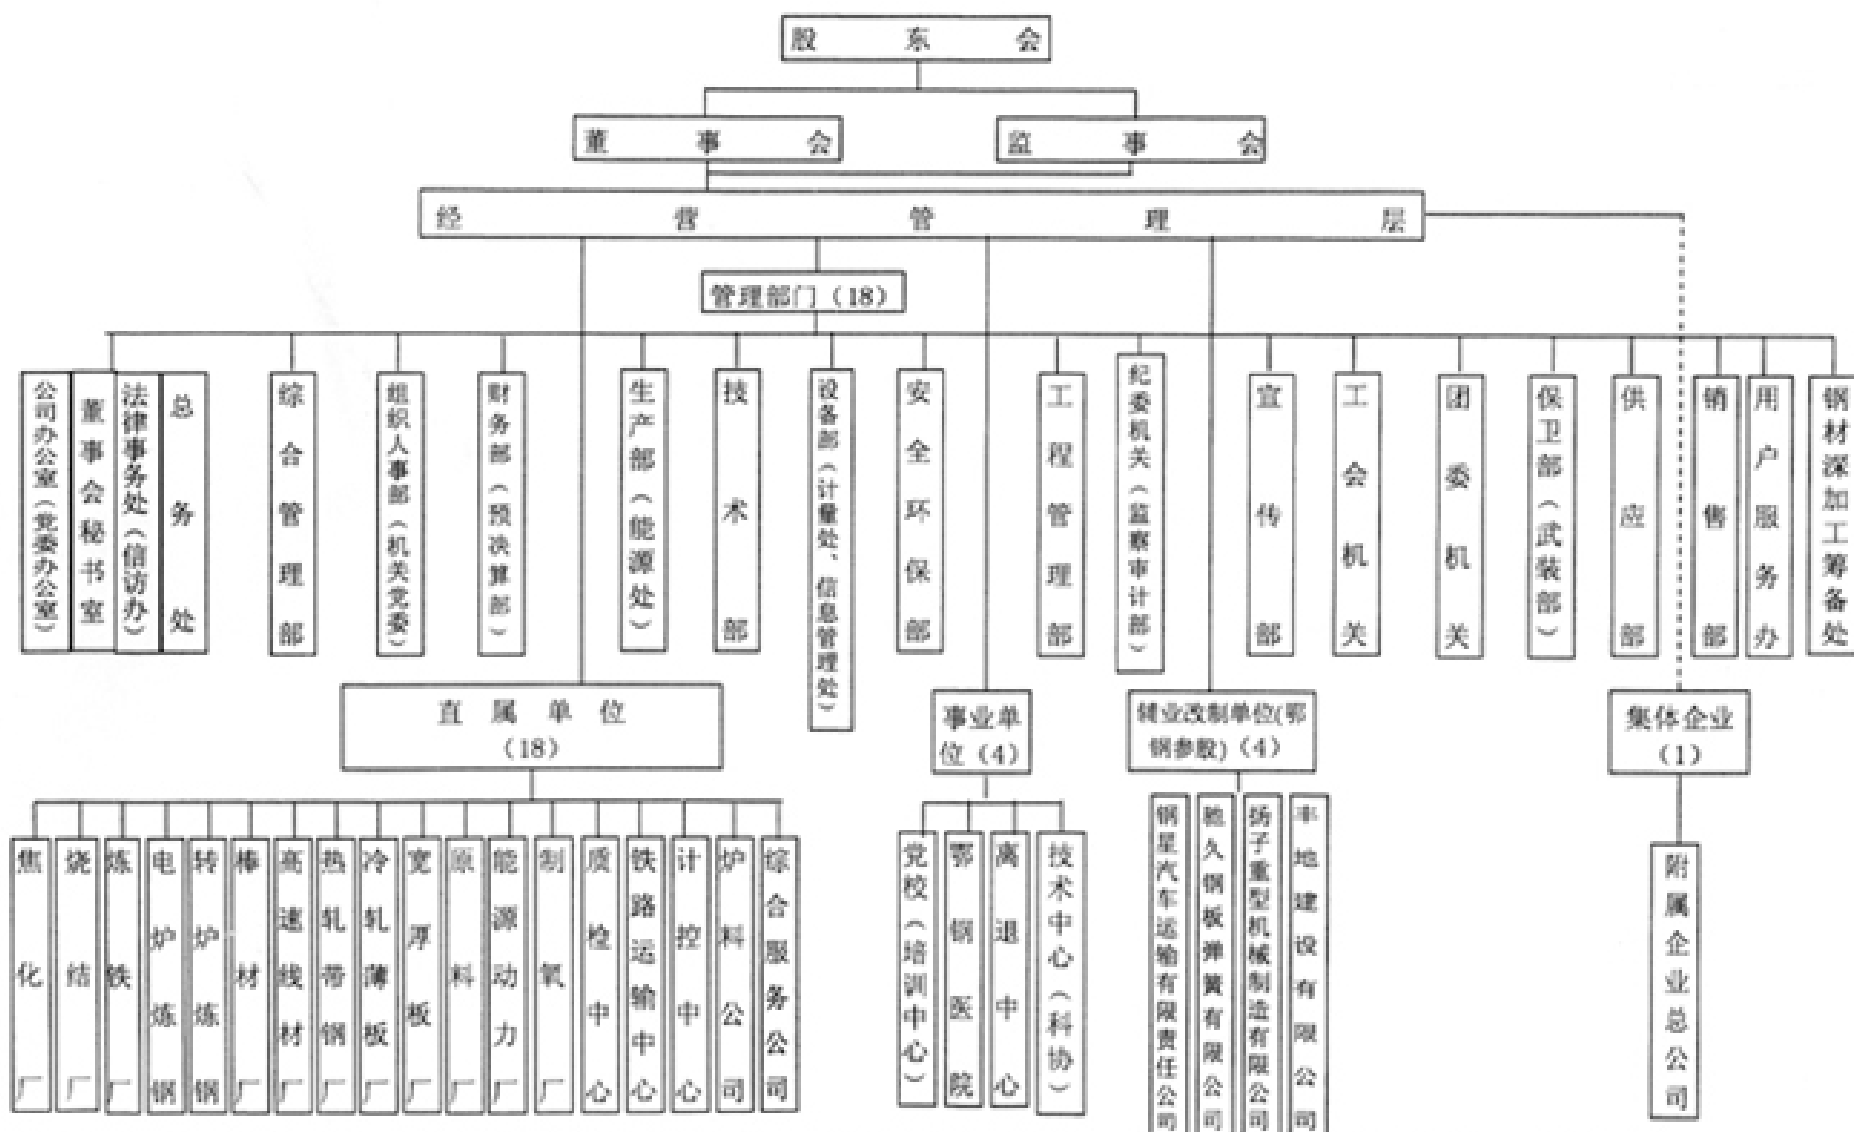 股东会
董事会
监事会
经营管理层
管理部门（18）
公司办公室（党委办公室）
董事会秘书室
法律事务处（信访办）
总务处
综合管理部
组织人事部（机关党委）
财务部（预决算部）
生产部（能源处）
技术部
设备部（计量处、信息管理处）
安全环保部
工程管理部
纪委机关（监察审计部）
宣传部
工会机关
团委机关
保卫部（武装部）
供应部
销售部
用户服务办
钢材深加工筹备处
直属单位
（18）
事业单
位（4）
辅业改制单位(鄂
钢参股)（4）
集体企业
（1）
焦化厂
烧结厂
炼铁厂
电炉炼钢
转炉炼钢
棒材厂
高速线材厂
热轧带钢厂
冷轧薄板厂
宽厚板厂
原料厂
能源动力厂
制氧厂
质检中心
铁路运输中心
计控中心
炉料公司
综合服务公司
党校（培训中心）
鄂钢医院
离退中心
技术中心（科协）
钢星汽车运输有限责任公司
驰久钢板弹簧有限公司
扬子重型机械制造有限公司
丰地建设有限公司
附属企业总公司